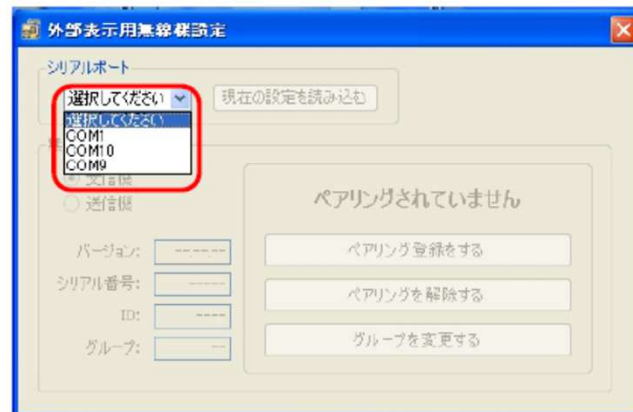 外部表示用無線機設定
シリアルポート
選択してください
現在の設定を読み込む
選択してください
COM1
COM10
COM9
受信機
送信機
ペアリングされていません
バージョン: --.--.--
ペアリング登録をする
シリアル番号: -----
ペアリングを解除する
ID: ----
グループ: --
グループを変更する